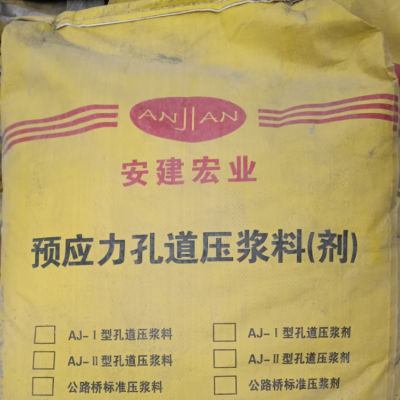 ANJIAN
安建宏业
预应力孔道压浆料(剂)
AJ-Ⅰ型孔道压浆料 AJ-Ⅰ型孔道压浆剂
AJ-Ⅱ型孔道压浆料 AJ-Ⅱ型孔道压浆剂
公路桥标准压浆料 公路桥标准压浆剂